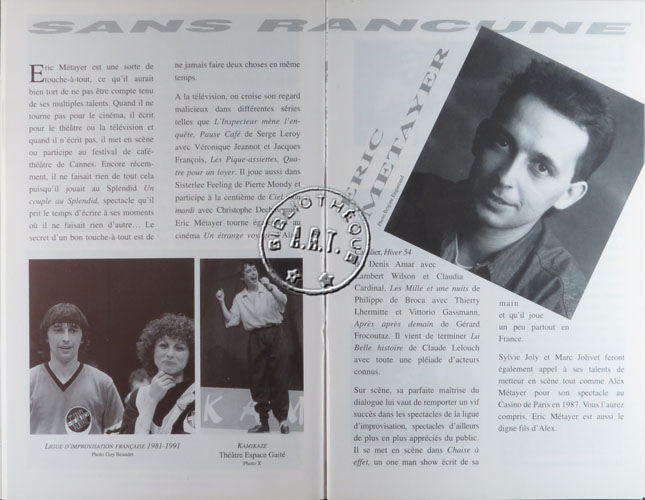 SANS RANCUNE
Eric Métayer est une sorte de
touche-à-tout, ce qu'il aurait
bien tort de ne pas être compte tenu
de ses multiples talents. Quand il ne
tourne pas pour le cinéma, il écrit
pour le théâtre ou la télévision et
quand il n'écrit pas, il met en scène
ou participe au festival de café-
théâtre de Cannes. Encore récem-
ment, il ne faisait rien de tout cela
puisqu'il jouait au Splendid Un
couple au Splendid, spectacle qu'il
prit le temps d'écrire à ses moments
où il ne faisait rien d'autre... Le
secret d'un bon touche-à-tout est de
ne jamais faire deux choses en même
temps.
A la télévision, on croise son regard
malicieux dans différentes séries
telles que L'Inspecteur mène l'en-
quête, Pause Café de Serge Leroy
avec Véronique Jeannot et Jacques
François, Les Pique-assiettes, Qua-
tre pour un loyer. Il joue aussi dans
Sisterlee Feeling de Pierre Mondy et
participe à la centième de Ciel, mon
mardi avec Christophe
Eric Métayer tourne également au
cinéma Un étrange
LIGUE D'IMPROVISATION FRANÇAISE 1981-1991
Photo Guy Beaudet
KAMIKAZE
Théâtre Espace Gaité
Photo X
ERIC
METAYER
BIBLIOTHÈQUE
A.R.T.
Hiver 54
Denis Amar avec
Lambert Wilson et Claudia
Cardinal, Les Mille et une nuits de
Philippe de Broca avec Thierry
Lhermitte et Vittorio Gassmann,
Après après demain de Gérard
Frocoutaz. Il vient de terminer La
Belle histoire de Claude Lelouch
avec toute une pléiade d'acteurs
connus.
Sur scène, sa parfaite maîtrise du
dialogue lui vaut de remporter un vif
succès dans les spectacles de la ligue
d'improvisation, spectacles d'ailleurs
de plus en plus appréciés du public.
Il se met en scène dans Chaise à
effet, un one man show écrit de sa
main
et qu'il joue
un peu partout en
France.
Sylvie Joly et Marc Jolivet feront
également appel à ses talents de
metteur en scène tout comme Alex
Métayer pour son spectacle au
Casino de Paris en 1987. Vous l'aurez
compris, Eric Métayer est aussi le
digne fils d'Alex.